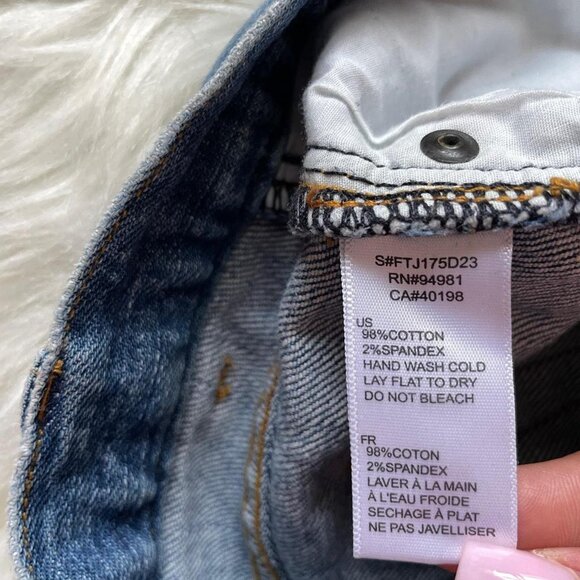 S#FTJ175D23
RN#94981
CA#40198
US
98%COTTON
2%SPANDEX
HAND WASH COLD
LAY FLAT TO DRY
DO NOT BLEACH
FR
98%COTON
2%SPANDEX
LAVER À LA MAIN
À L'EAU FROIDE
SECHAGE À PLAT
NE PAS JAVELLISER